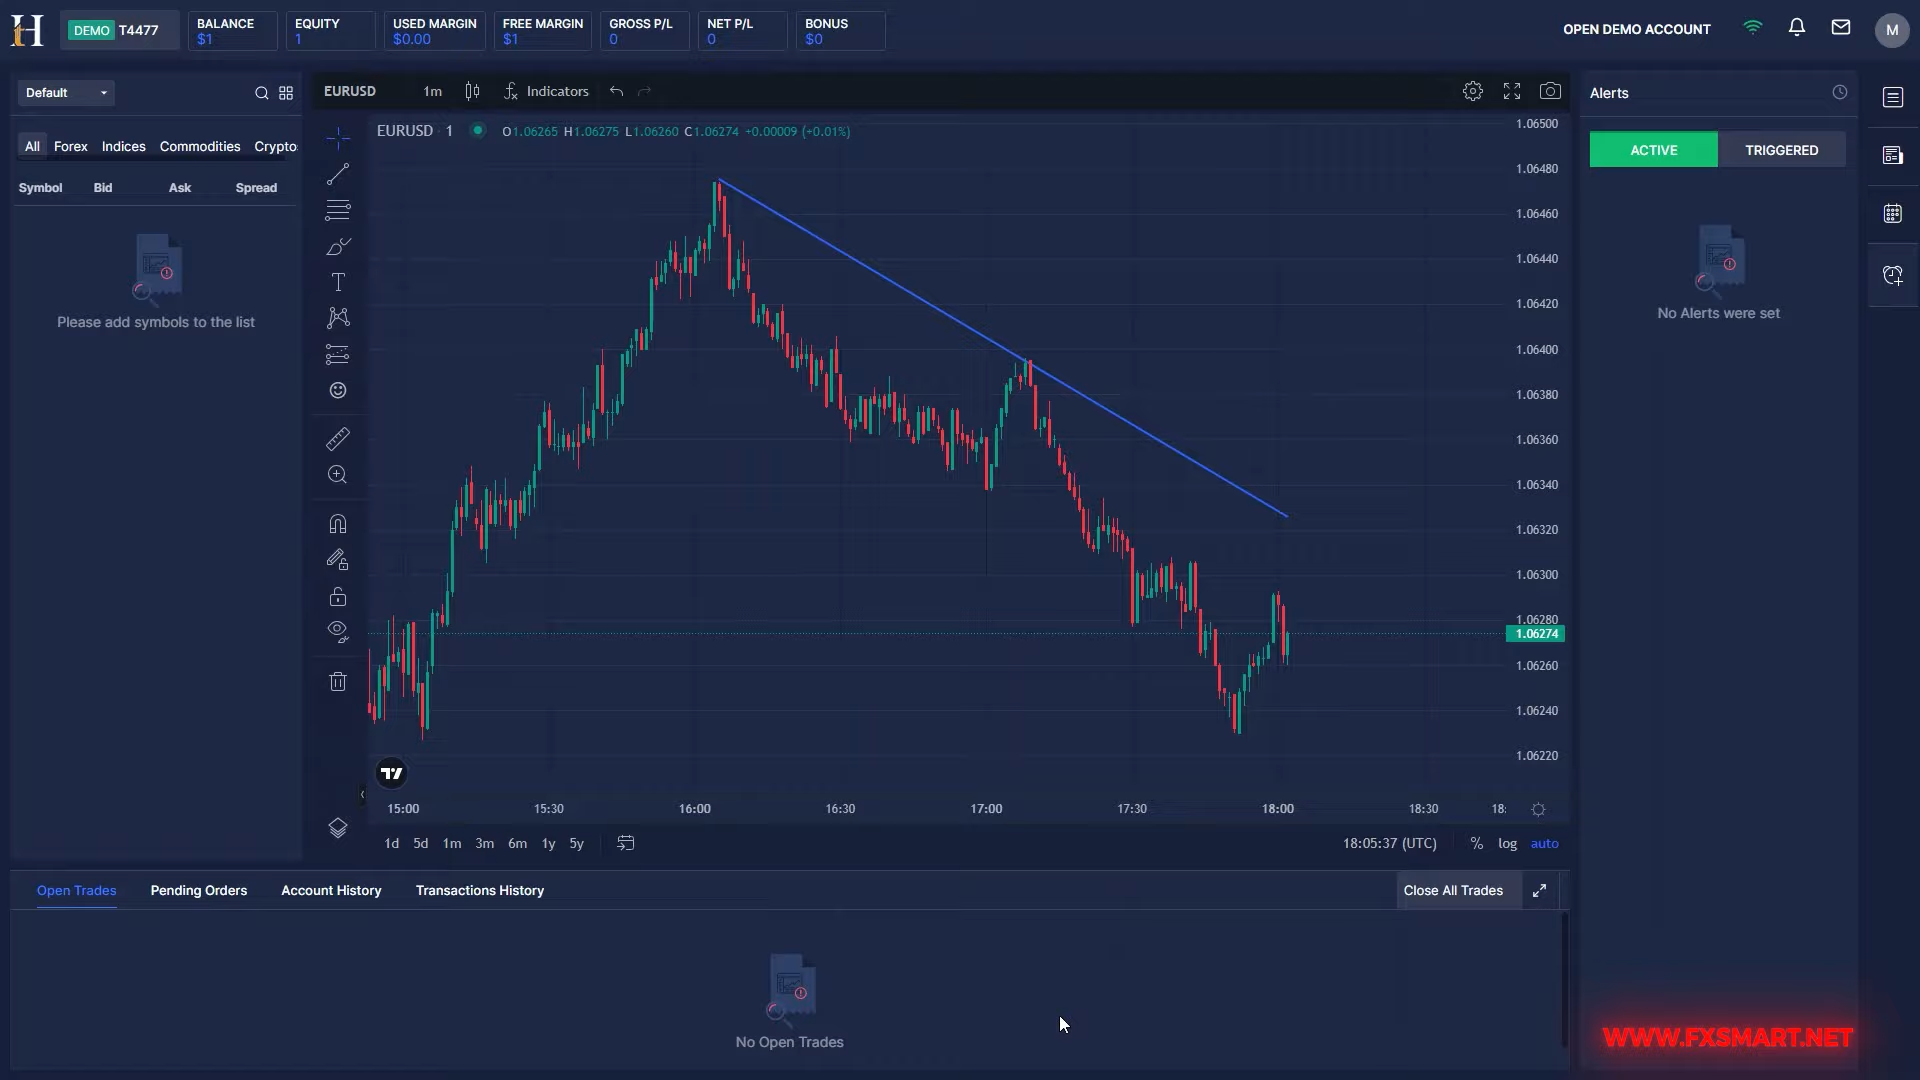 tH DEMO T4477 BALANCE EQUITY USED MARGIN FREE MARGIN GROSS P/L NET P/L BONUS OPEN DEMO ACCOUNT M
$1 1 $0.00 $1 0 0 $0
Default
EURUSD 1m Indicators
Alerts
EURUSD · 1 O1.06265 H1.06275 L1.06260 C1.06274 +0.00009 (+0.01%)
All Forex Indices Commodities Crypto
ACTIVE TRIGGERED
Symbol Bid Ask Spread
Please add symbols to the list
No Alerts were set
1.06500
1.06480
1.06460
1.06440
1.06420
1.06400
1.06380
1.06360
1.06340
1.06320
1.06300
1.06280
1.06274
1.06260
1.06240
1.06220
15:00 15:30 16:00 16:30 17:00 17:30 18:00 18:30 18:
1d 5d 1m 3m 6m 1y 5y 18:05:37 (UTC) % log auto
Open Trades Pending Orders Account History Transactions History Close All Trades
No Open Trades
WWW.FXSMART.NET